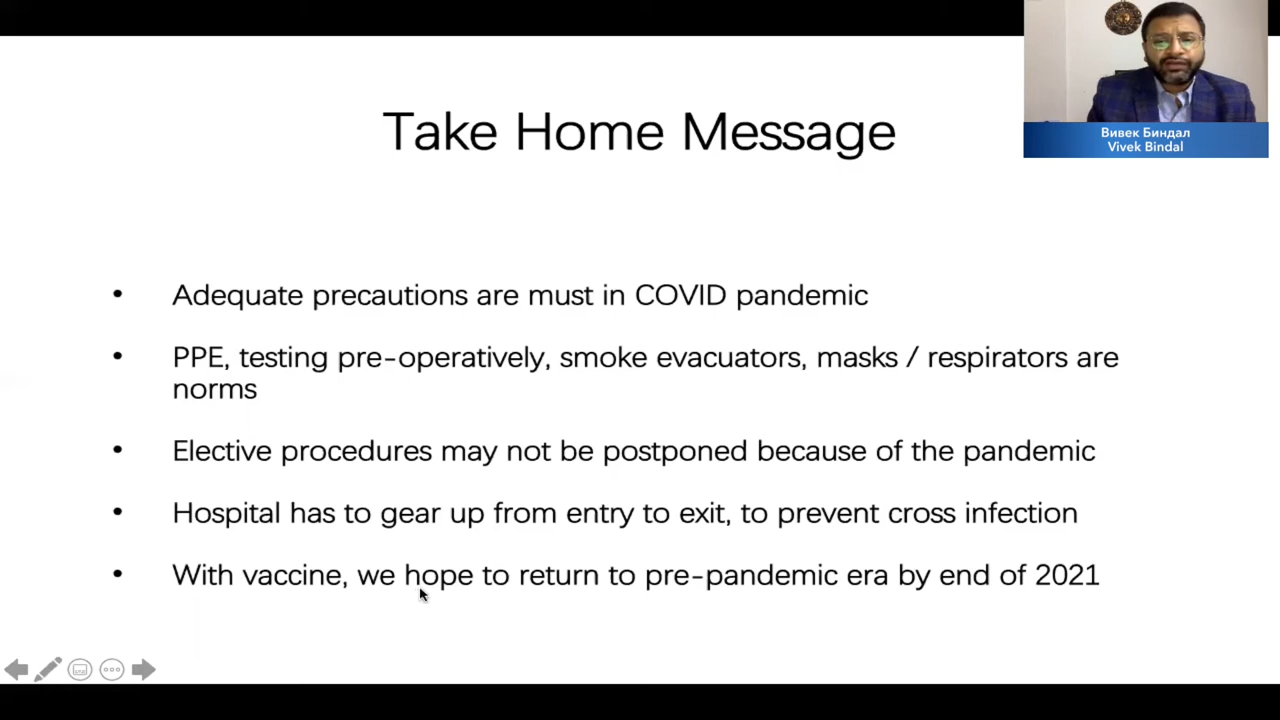 Вивек Биндал
Vivek Bindal
Take Home Message
• Adequate precautions are must in COVID pandemic
• PPE, testing pre-operatively, smoke evacuators, masks / respirators are
norms
• Elective procedures may not be postponed because of the pandemic
• Hospital has to gear up from entry to exit, to prevent cross infection
• With vaccine, we hope to return to pre-pandemic era by end of 2021